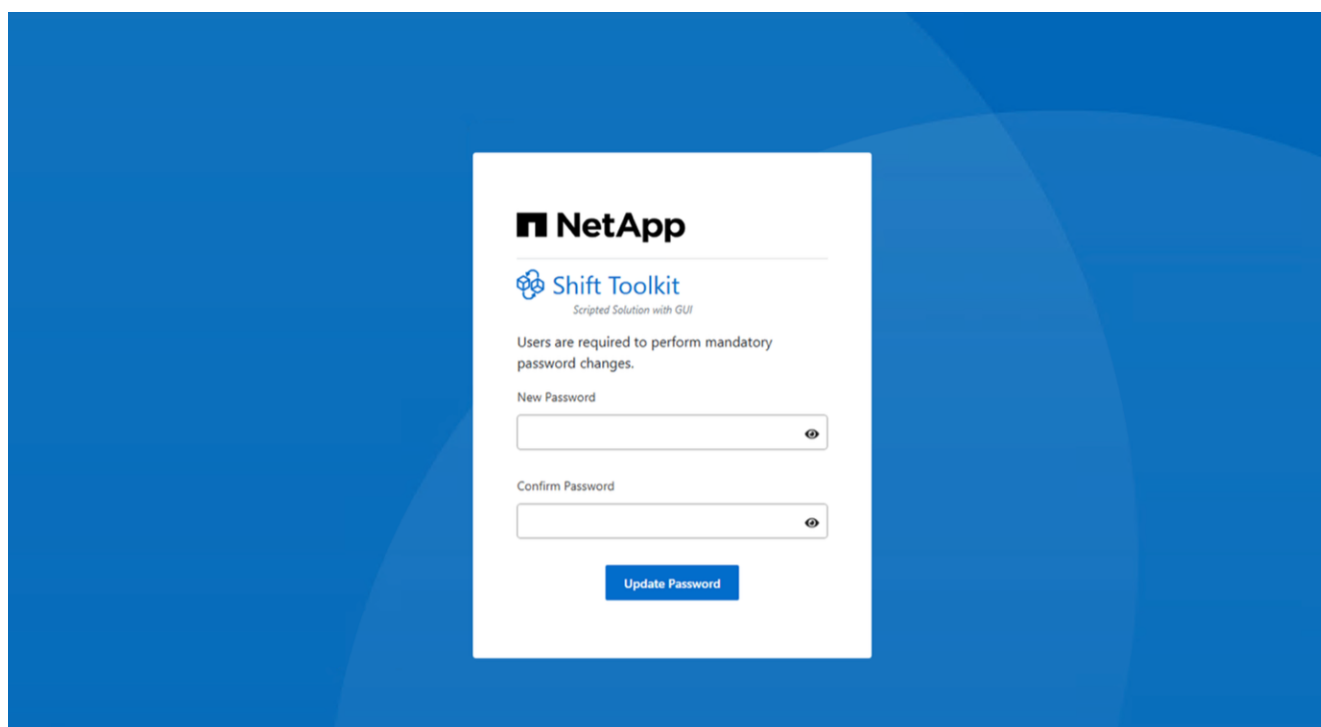 NetApp
Shift Toolkit
Scripted Solution with GUI
Users are required to perform mandatory
password changes.
New Password
Confirm Password
Update Password